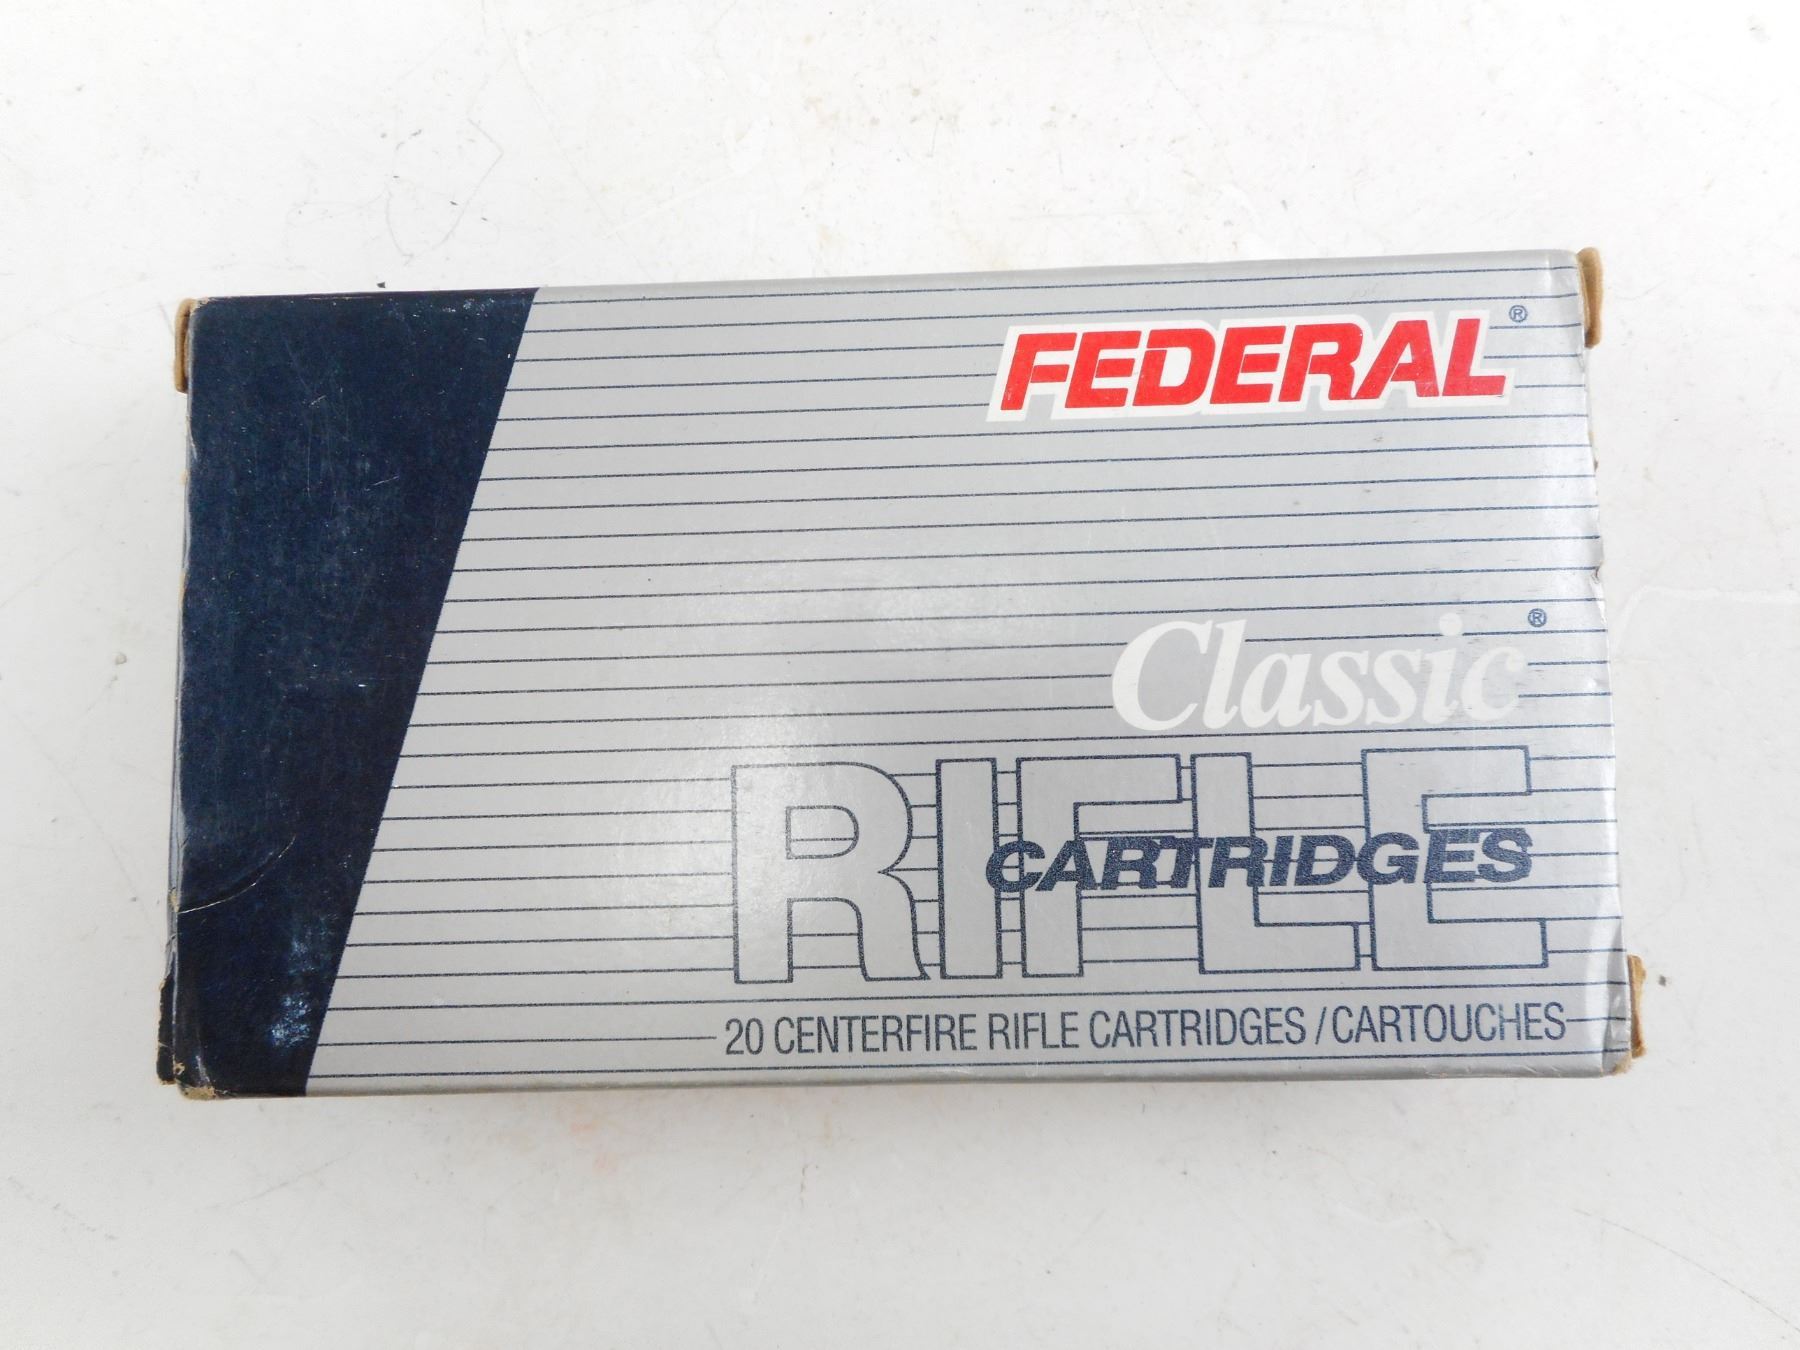 FEDERAL®
Classic®
RIFLE
CARTRIDGES
20 CENTERFIRE RIFLE CARTRIDGES / CARTOUCHES